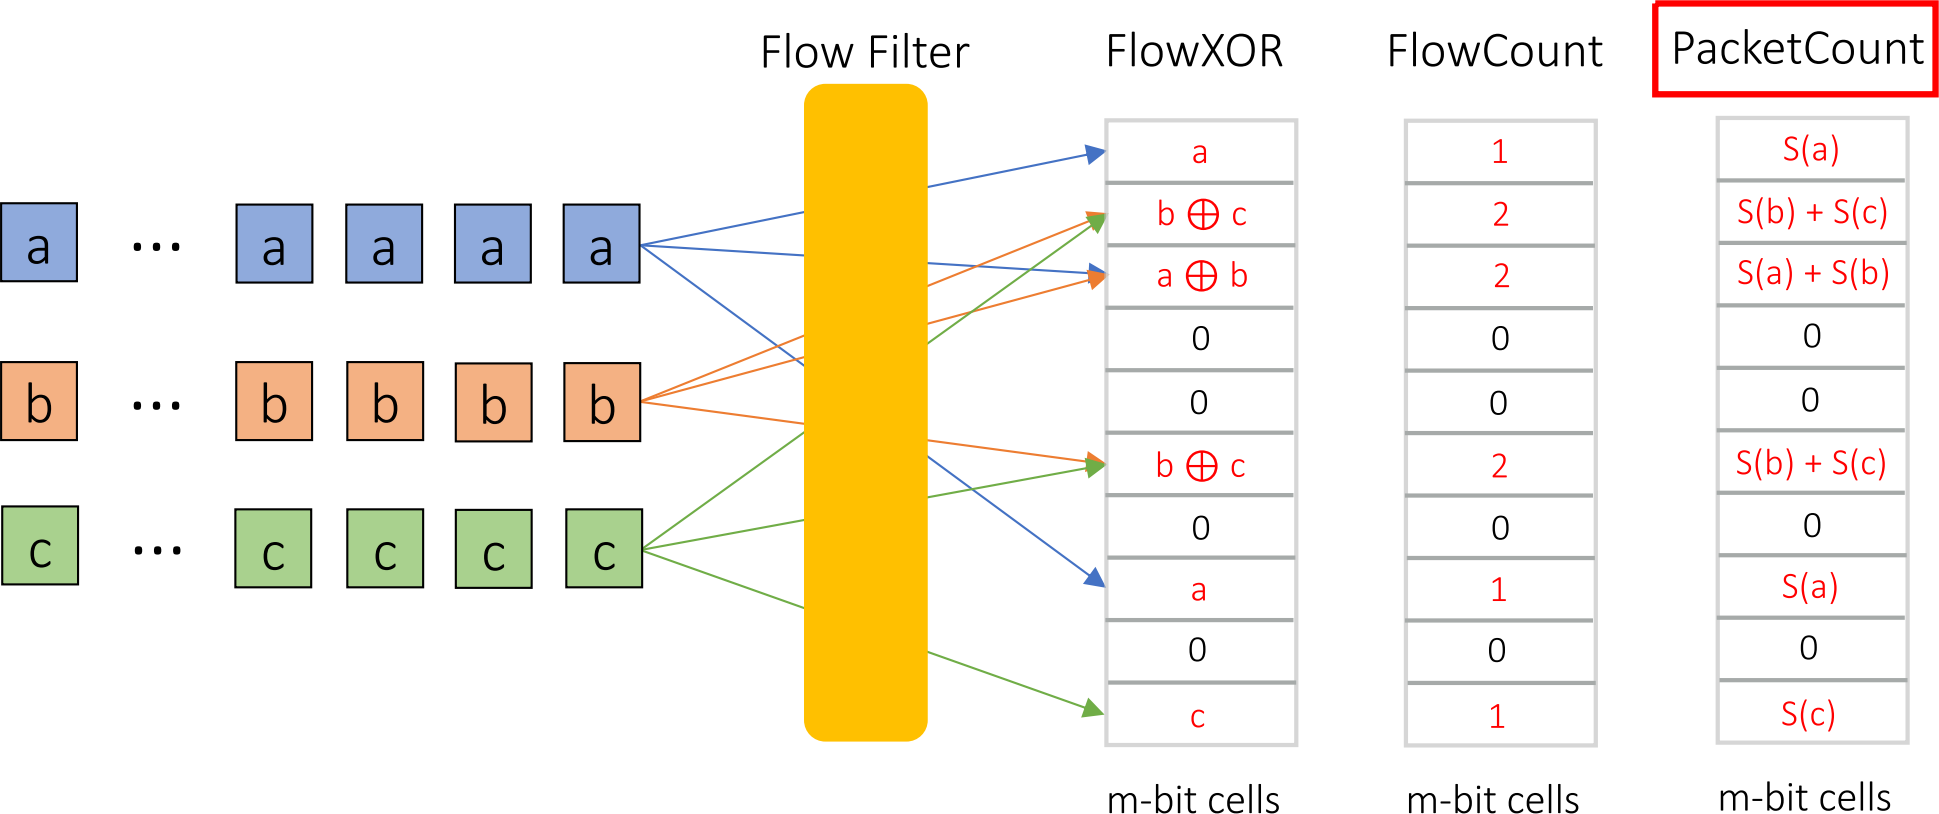 Flow Filter FlowXOR FlowCount PacketCount
a 1 S(a)
b ⊕ c 2 S(b) + S(c)
a ... a a a a
a ⊕ b 2 S(a) + S(b)
0 0 0
b ... b b b b
0 0 0
b ⊕ c 2 S(b) + S(c)
c ... c c c c
0 0 0
a 1 S(a)
0 0 0
c 1 S(c)
m-bit cells m-bit cells m-bit cells